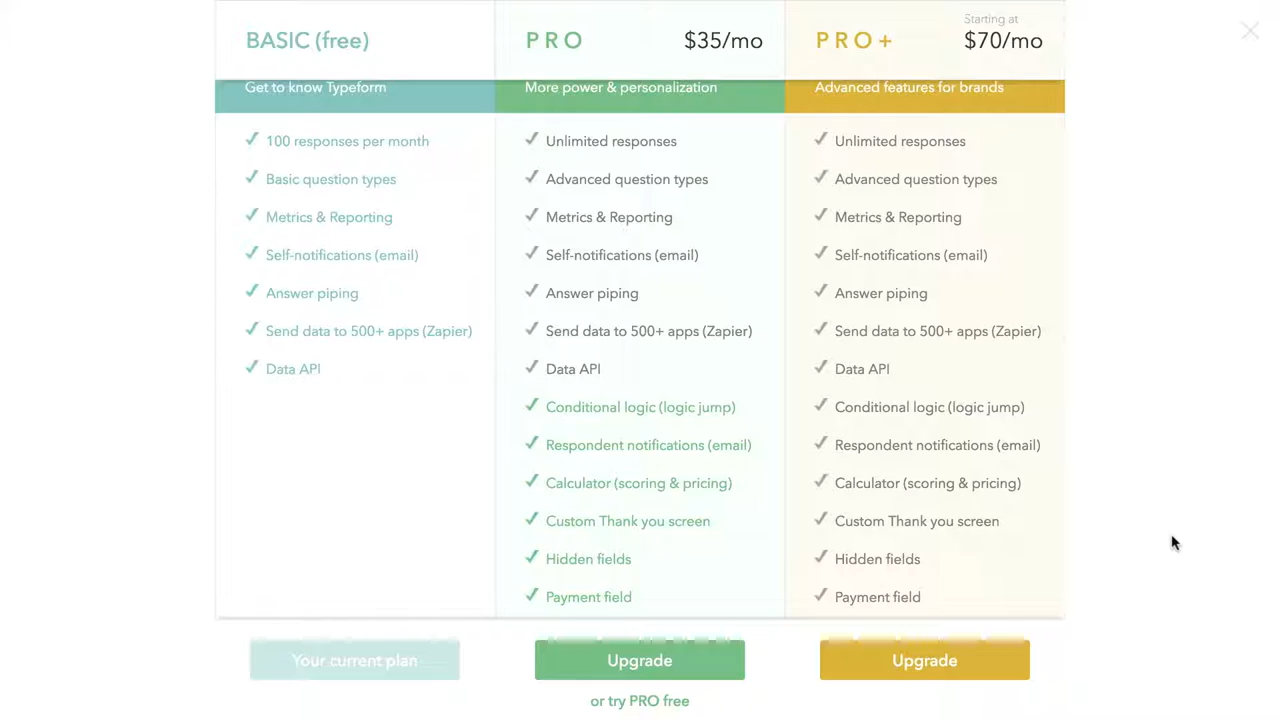 BASIC (free)
Get to know Typeform
100 responses per month
Basic question types
Metrics & Reporting
Self-notifications (email)
Answer piping
Send data to 500+ apps (Zapier)
Data API
Your current plan
PRO $35/mo
More power & personalization
Unlimited responses
Advanced question types
Metrics & Reporting
Self-notifications (email)
Answer piping
Send data to 500+ apps (Zapier)
Data API
Conditional logic (logic jump)
Respondent notifications (email)
Calculator (scoring & pricing)
Custom Thank you screen
Hidden fields
Payment field
Upgrade
or try PRO free
Starting at
PRO+ $70/mo
Advanced features for brands
Unlimited responses
Advanced question types
Metrics & Reporting
Self-notifications (email)
Answer piping
Send data to 500+ apps (Zapier)
Data API
Conditional logic (logic jump)
Respondent notifications (email)
Calculator (scoring & pricing)
Custom Thank you screen
Hidden fields
Payment field
Upgrade